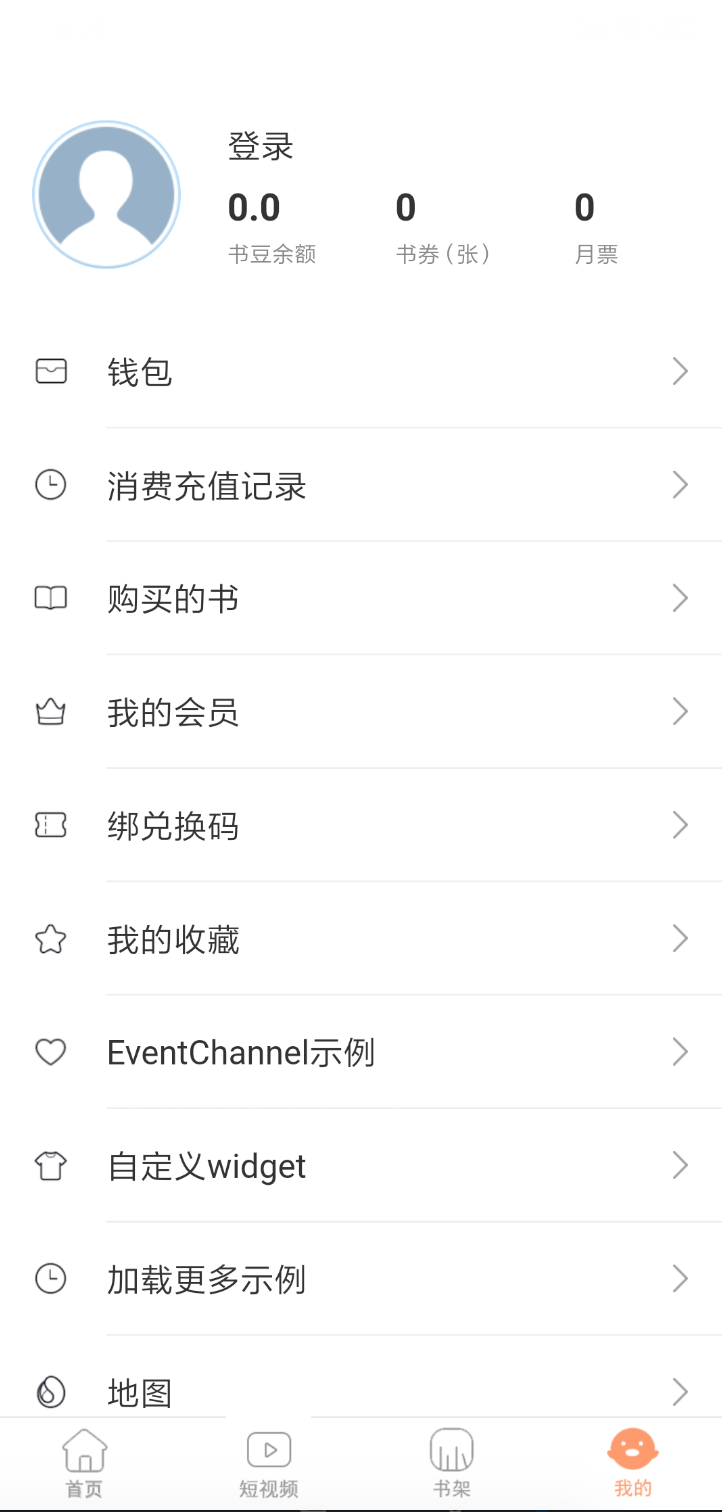 登录
0.0 0 0
书豆余额 书券(张) 月票
钱包
消费充值记录
购买的书
我的会员
绑兑换码
我的收藏
EventChannel示例
自定义widget
加载更多示例
地图
首页 短视频 书架 我的